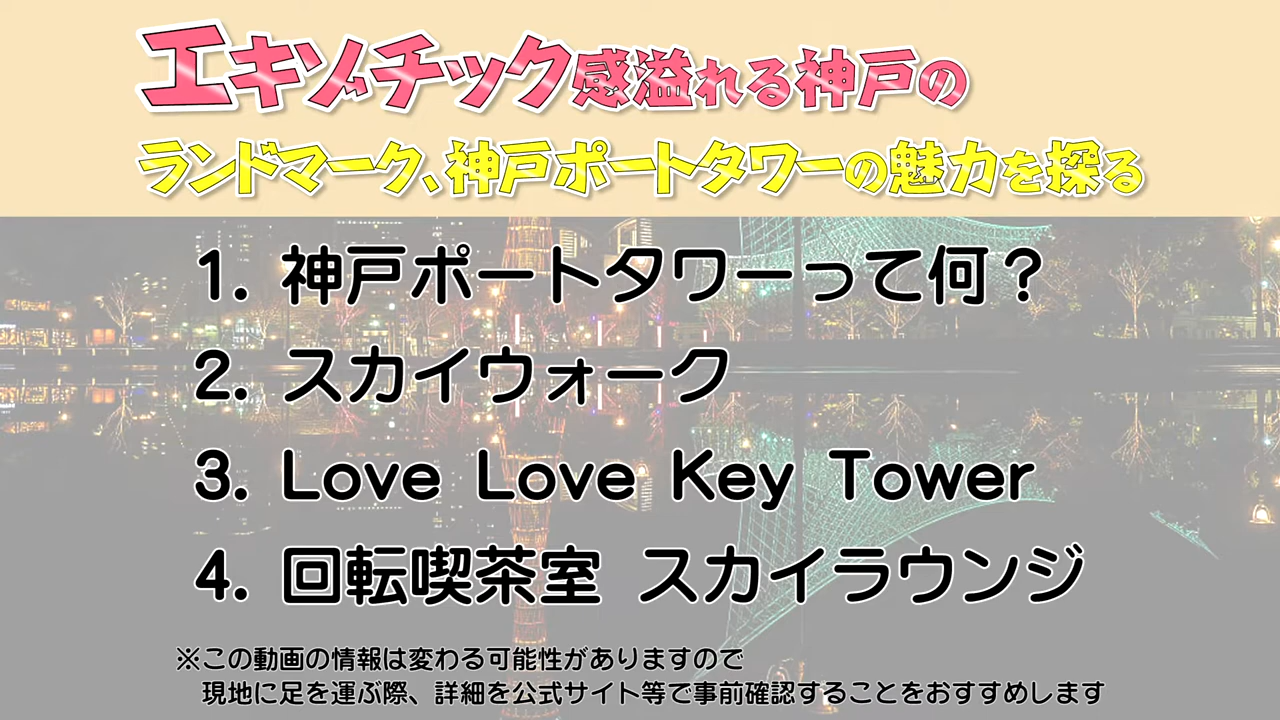 エキゾチック感溢れる神戸の
ランドマーク、神戸ポートタワーの魅力を探る
1. 神戸ポートタワーって何？
2. スカイウォーク
3. Love Love Key Tower
4. 回転喫茶室 スカイラウンジ
※この動画の情報は変わる可能性がありますので
現地に足を運ぶ際、詳細を公式サイト等で事前確認することをおすすめします